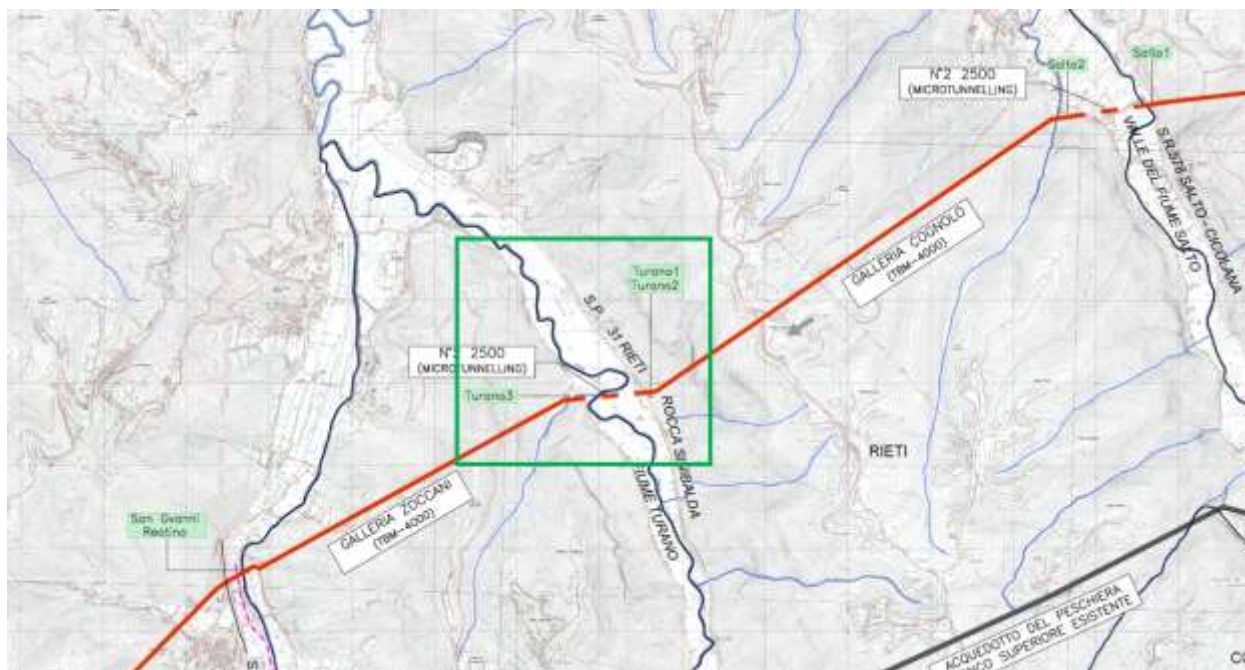 Salto1
Salto2
N°2 2500
(MICROTUNNELLING)
S.R.578 SALTO-CICOLANA
VALLE DEL FIUME SALTO
GALLERIA COGNOLO
(TBM-4000)
Turano1
Turano2
S.P. 31 RIETI
ROCCA SINIBALDA
2500
(MICROTUNNELLING)
Turano3
RIETI
FIUME TURANO
GALLERIA ZOCCANI
(TBM-4000)
San Giovanni
Reatino
ACQUEDOTTO DEL PESCHIERA
SUPERIORE ESISTENTE
S
CO